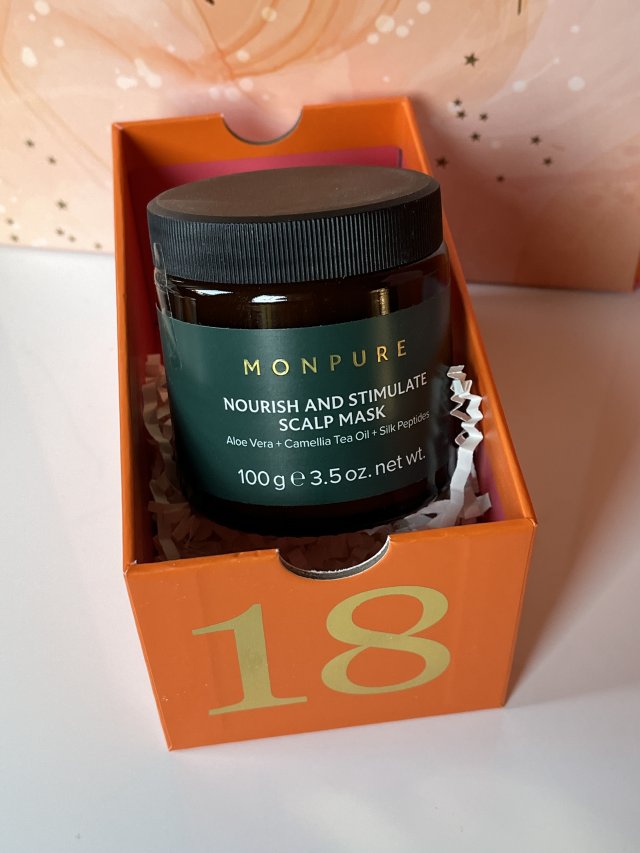 MONPURE
NOURISH AND STIMULATE
SCALP MASK
Aloe Vera + Camellia Tea Oil + Silk Peptides
100g ℮ 3.5 oz. net wt.
18